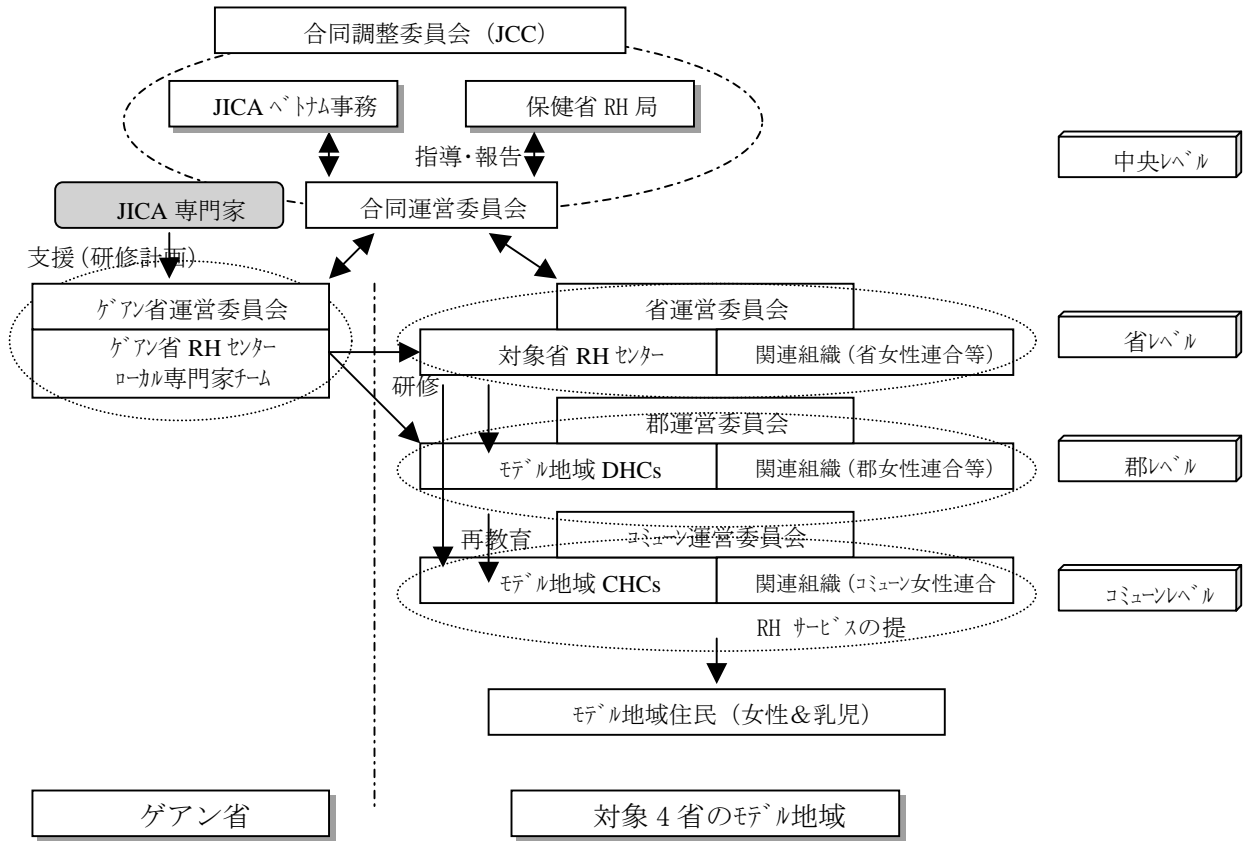 合同調整委員会（JCC）
JICA ﾍﾞﾄﾅﾑ事務
保健省 RH 局
中央ﾚﾍﾞﾙ
指導・報告
JICA 専門家
合同運営委員会
支援（研修計画）
ｹﾞｱﾝ省運営委員会
省運営委員会
省ﾚﾍﾞﾙ
ｹﾞｱﾝ省 RH ｾﾝﾀｰ
ﾛｰｶﾙ専門家ﾁｰﾑ
対象省 RH ｾﾝﾀｰ
関連組織（省女性連合等）
研修
郡運営委員会
郡ﾚﾍﾞﾙ
ﾓﾃﾞﾙ地域 DHCs
関連組織（郡女性連合等）
再教育
ｺﾐｭｰﾝ運営委員会
ﾓﾃﾞﾙ地域 CHCs
関連組織（ｺﾐｭｰﾝ女性連合
ｺﾐｭｰﾝﾚﾍﾞﾙ
RH ｻｰﾋﾞｽの提
ﾓﾃﾞﾙ地域住民（女性＆乳児）
ゲアン省
対象 4 省のﾓﾃﾞﾙ地域